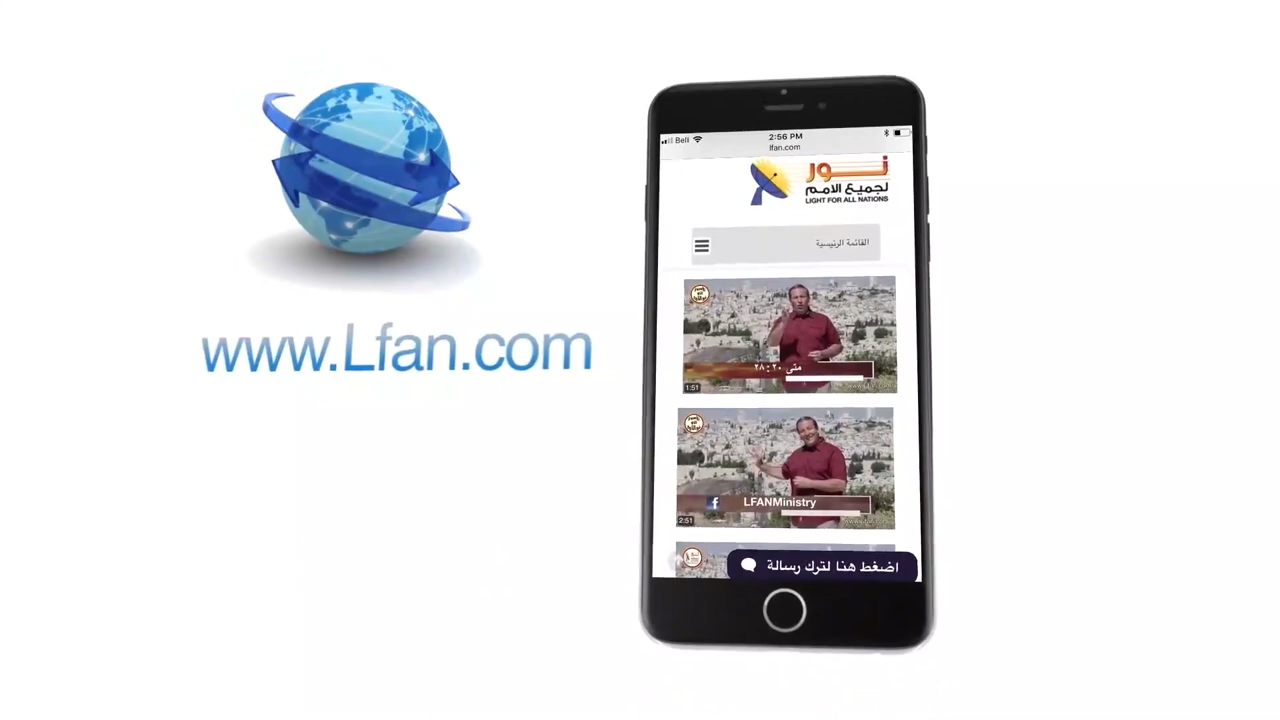 www.Lfan.com
Bell
2:56 PM
lfan.com
نور
لجميع الامم
LIGHT FOR ALL NATIONS
القائمة الرئيسية
متى ٢٠ : ٢٨
1:51
LFANMinistry
2:51
اضغط هنا لترك رسالة